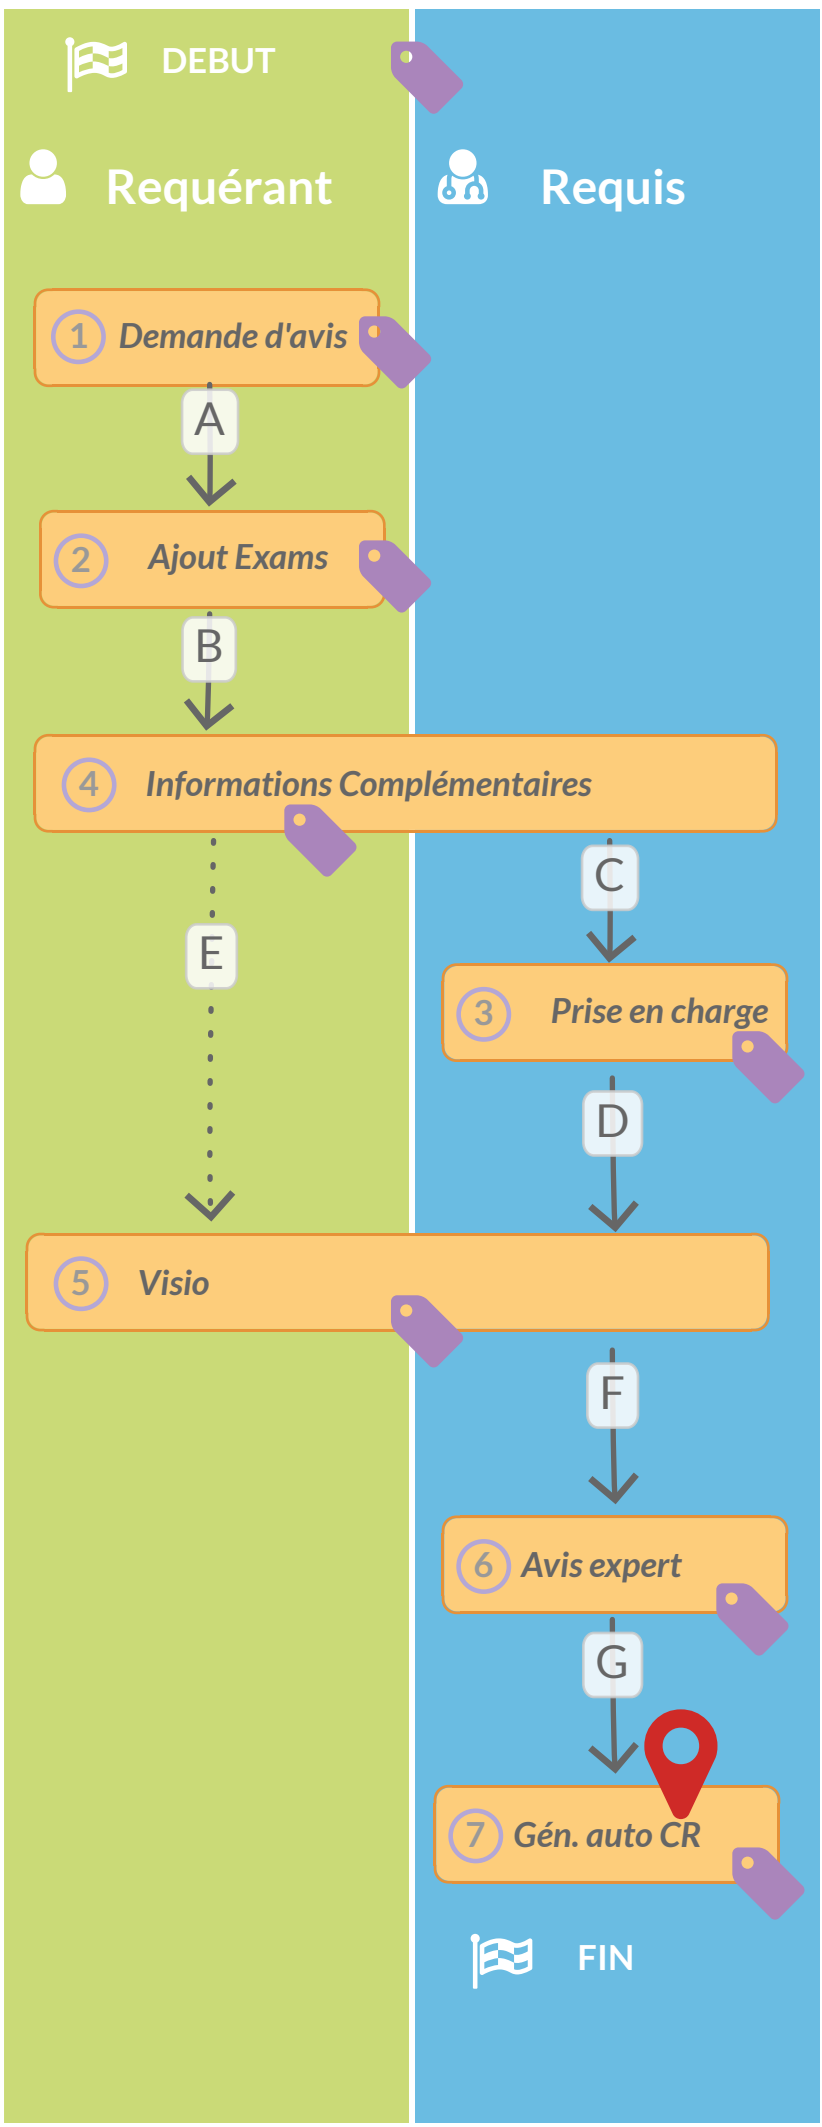 DEBUT
Requérant
Requis
1 Demande d'avis
A
2 Ajout Exams
B
4 Informations Complémentaires
C
E
3 Prise en charge
D
5 Visio
F
6 Avis expert
G
7 Gén. auto CR
FIN